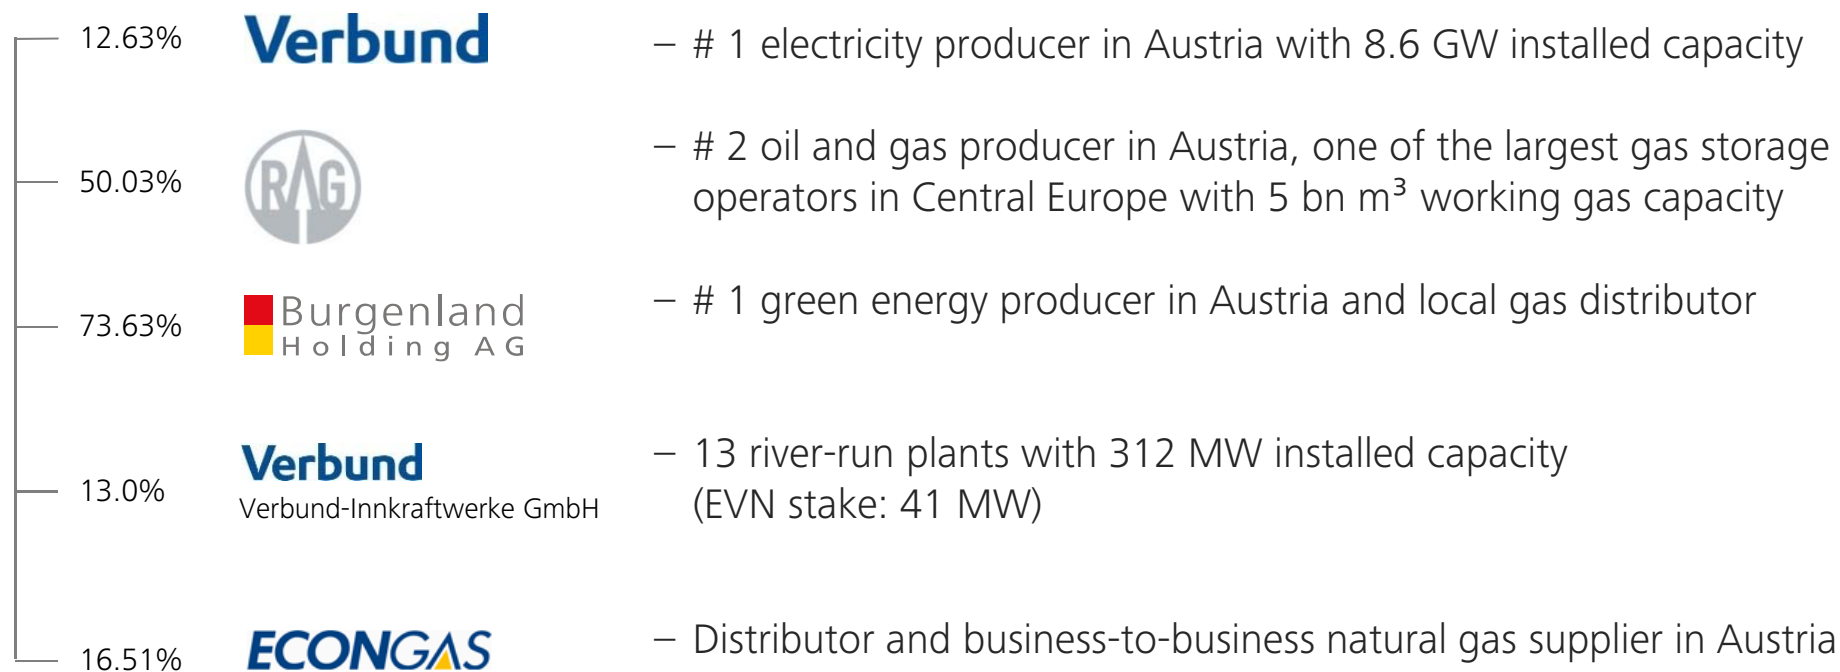 12.63% Verbund – # 1 electricity producer in Austria with 8.6 GW installed capacity
50.03% RAG – # 2 oil and gas producer in Austria, one of the largest gas storage
operators in Central Europe with 5 bn m³ working gas capacity
73.63% Burgenland Holding AG – # 1 green energy producer in Austria and local gas distributor
13.0% Verbund – 13 river-run plants with 312 MW installed capacity
Verbund-Innkraftwerke GmbH (EVN stake: 41 MW)
16.51% ECONGAS – Distributor and business-to-business natural gas supplier in Austria